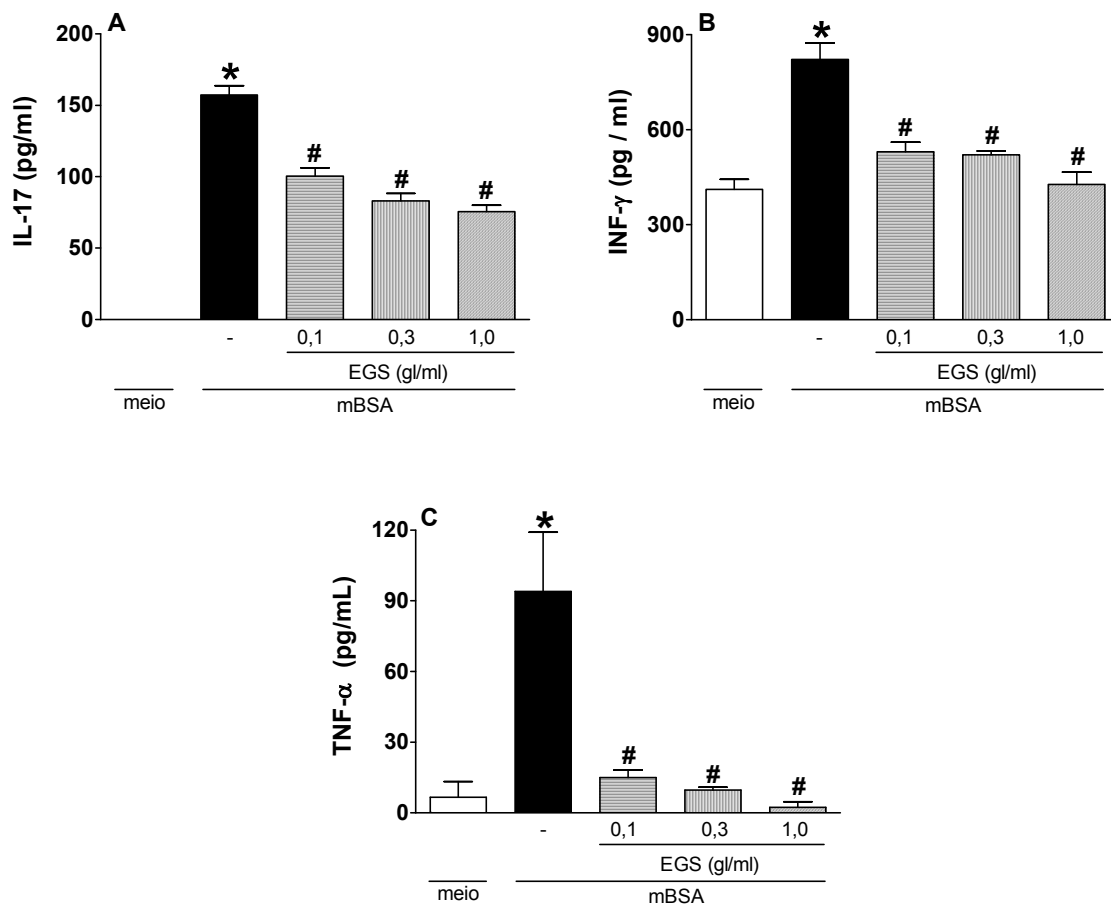 A
IL-17 (pg/ml)
200
150
100
50
0
*
#
#
#
-
0,1
0,3
1,0
EGS (gl/ml)
meio
mBSA
B
INF-γ (pg / ml)
900
600
300
0
*
#
#
#
-
0,1
0,3
1,0
EGS (gl/ml)
meio
mBSA
C
TNF-α (pg/mL)
120
90
60
30
0
*
#
#
#
-
0,1
0,3
1,0
EGS (gl/ml)
meio
mBSA